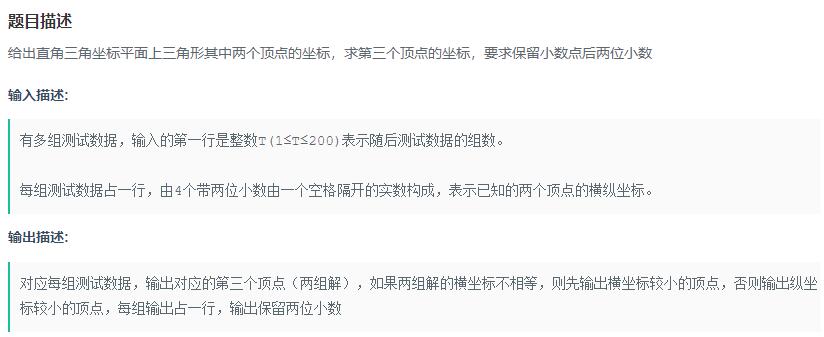 题目描述
给出直角三角坐标平面上三角形其中两个顶点的坐标，求第三个顶点的坐标，要求保留小数点后两位小数
输入描述:
有多组测试数据，输入的第一行是整数T(1≤T≤200)表示随后测试数据的组数。
每组测试数据占一行，由4个带两位小数由一个空格隔开的实数构成，表示已知的两个顶点的横纵坐标。
输出描述:
对应每组测试数据，输出对应的第三个顶点（两组解），如果两组解的横坐标不相等，则先输出横坐标较小的顶点，否则输出纵坐
标较小的顶点，每组输出占一行，输出保留两位小数